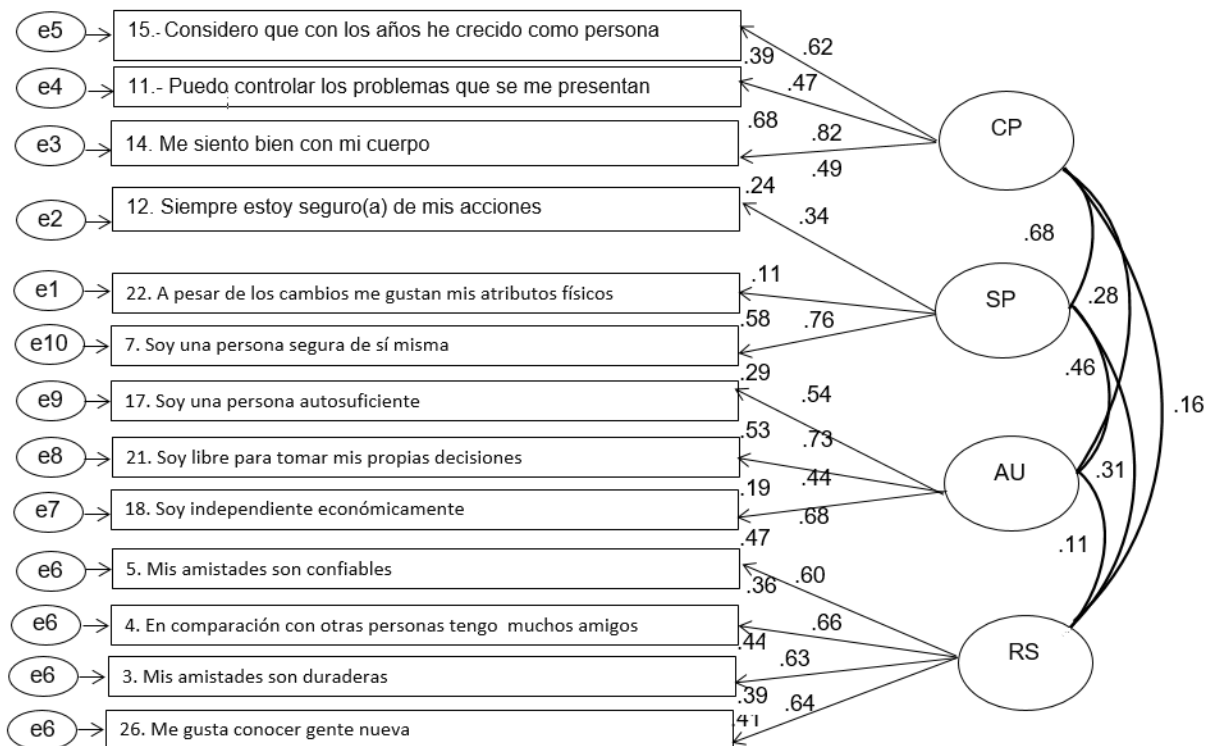 e5
15.- Considero que con los años he crecido como persona
.62
.39
e4
11.- Puedo controlar los problemas que se me presentan
.47
CP
.68
.82
e3
14. Me siento bien con mi cuerpo
.49
.24
e2
12. Siempre estoy seguro(a) de mis acciones
.34
.68
.11
e1
22. A pesar de los cambios me gustan mis atributos físicos
SP
.28
.58
.76
e10
7. Soy una persona segura de sí misma
.46
.29
e9
17. Soy una persona autosuficiente
.54
.16
.53
.73
e8
21. Soy libre para tomar mis propias decisiones
AU
.31
.44
.19
e7
18. Soy independiente económicamente
.68
.47
.11
e6
5. Mis amistades son confiables
.60
.36
e6
4. En comparación con otras personas tengo muchos amigos
.66
.44
RS
.63
e6
3. Mis amistades son duraderas
.39
.64
.41
e6
26. Me gusta conocer gente nueva